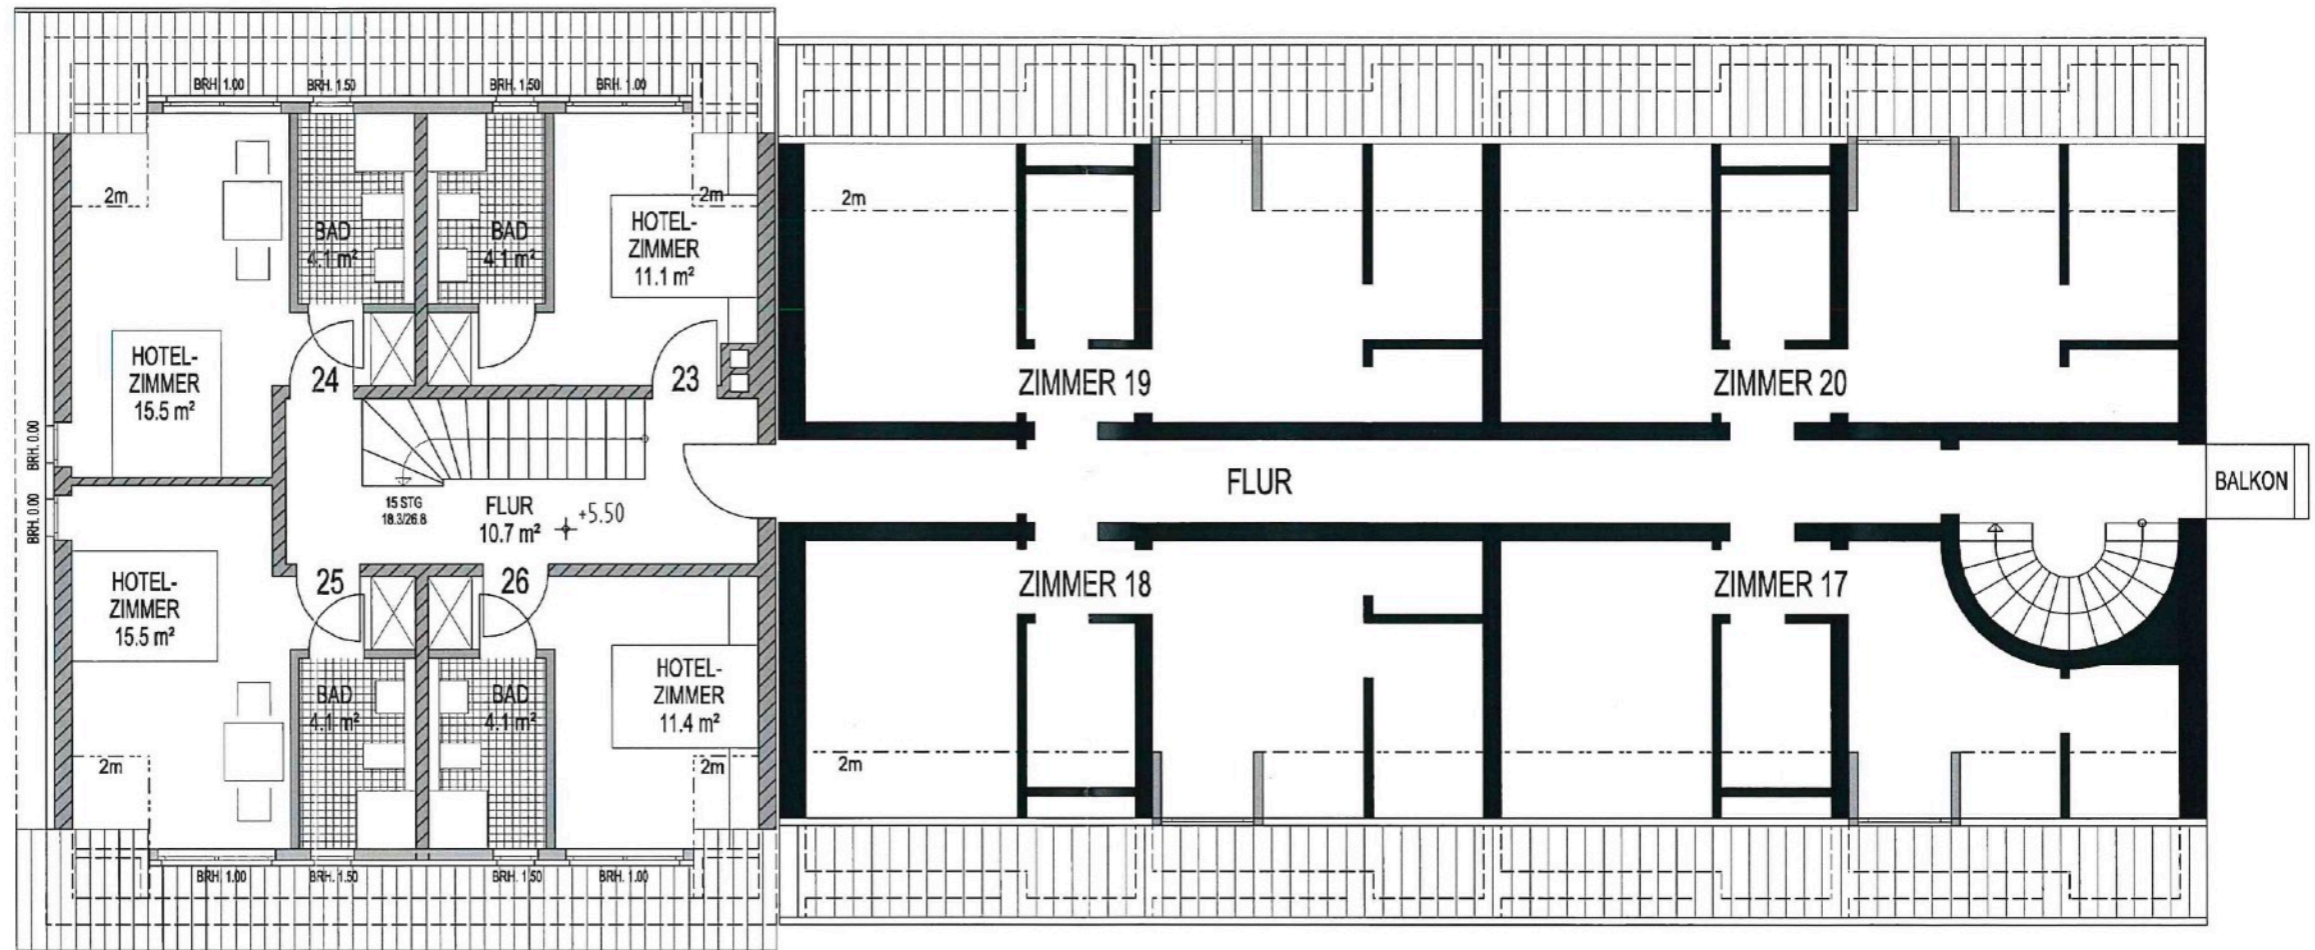 BRH. 1.00
BRH. 1.50
BRH. 1.50
BRH. 1.00
2m
2m
2m
BAD
4.1 m²
BAD
4.1 m²
HOTEL-
ZIMMER
11.1 m²
HOTEL-
ZIMMER
15.5 m²
24
23
ZIMMER 19
ZIMMER 20
BRH. 0.00
BRH. 0.00
15 STG
18.3/26.8
FLUR
10.7 m²
+5.50
FLUR
BALKON
HOTEL-
ZIMMER
15.5 m²
25
26
ZIMMER 18
ZIMMER 17
BAD
4.1 m²
BAD
4.1 m²
HOTEL-
ZIMMER
11.4 m²
2m
2m
2m
BRH. 1.00
BRH. 1.50
BRH. 1.50
BRH. 1.00